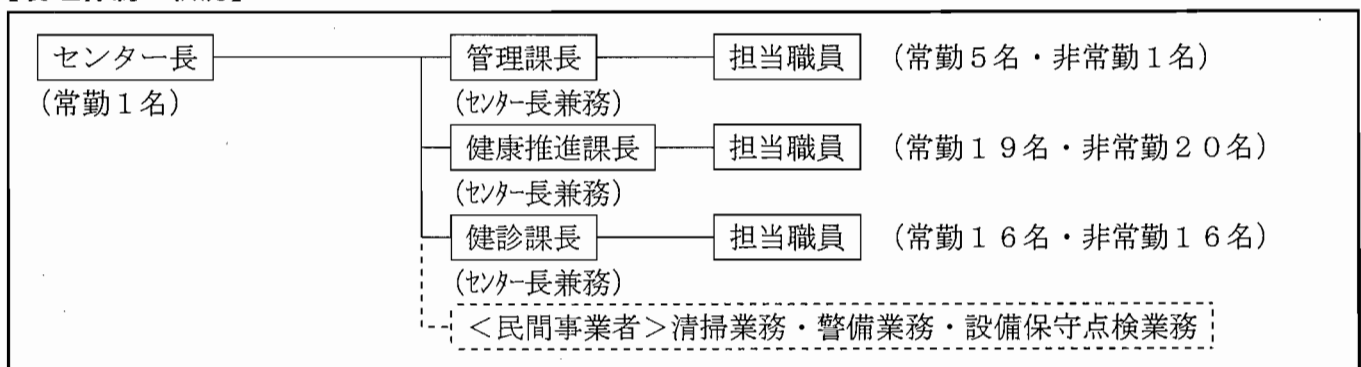 センター長 管理課長 担当職員 (常勤5名・非常勤1名)
(常勤1名) (センター長兼務)
健康推進課長 担当職員 (常勤19名・非常勤20名)
(センター長兼務)
健診課長 担当職員 (常勤16名・非常勤16名)
(センター長兼務)
<民間事業者>清掃業務・警備業務・設備保守点検業務